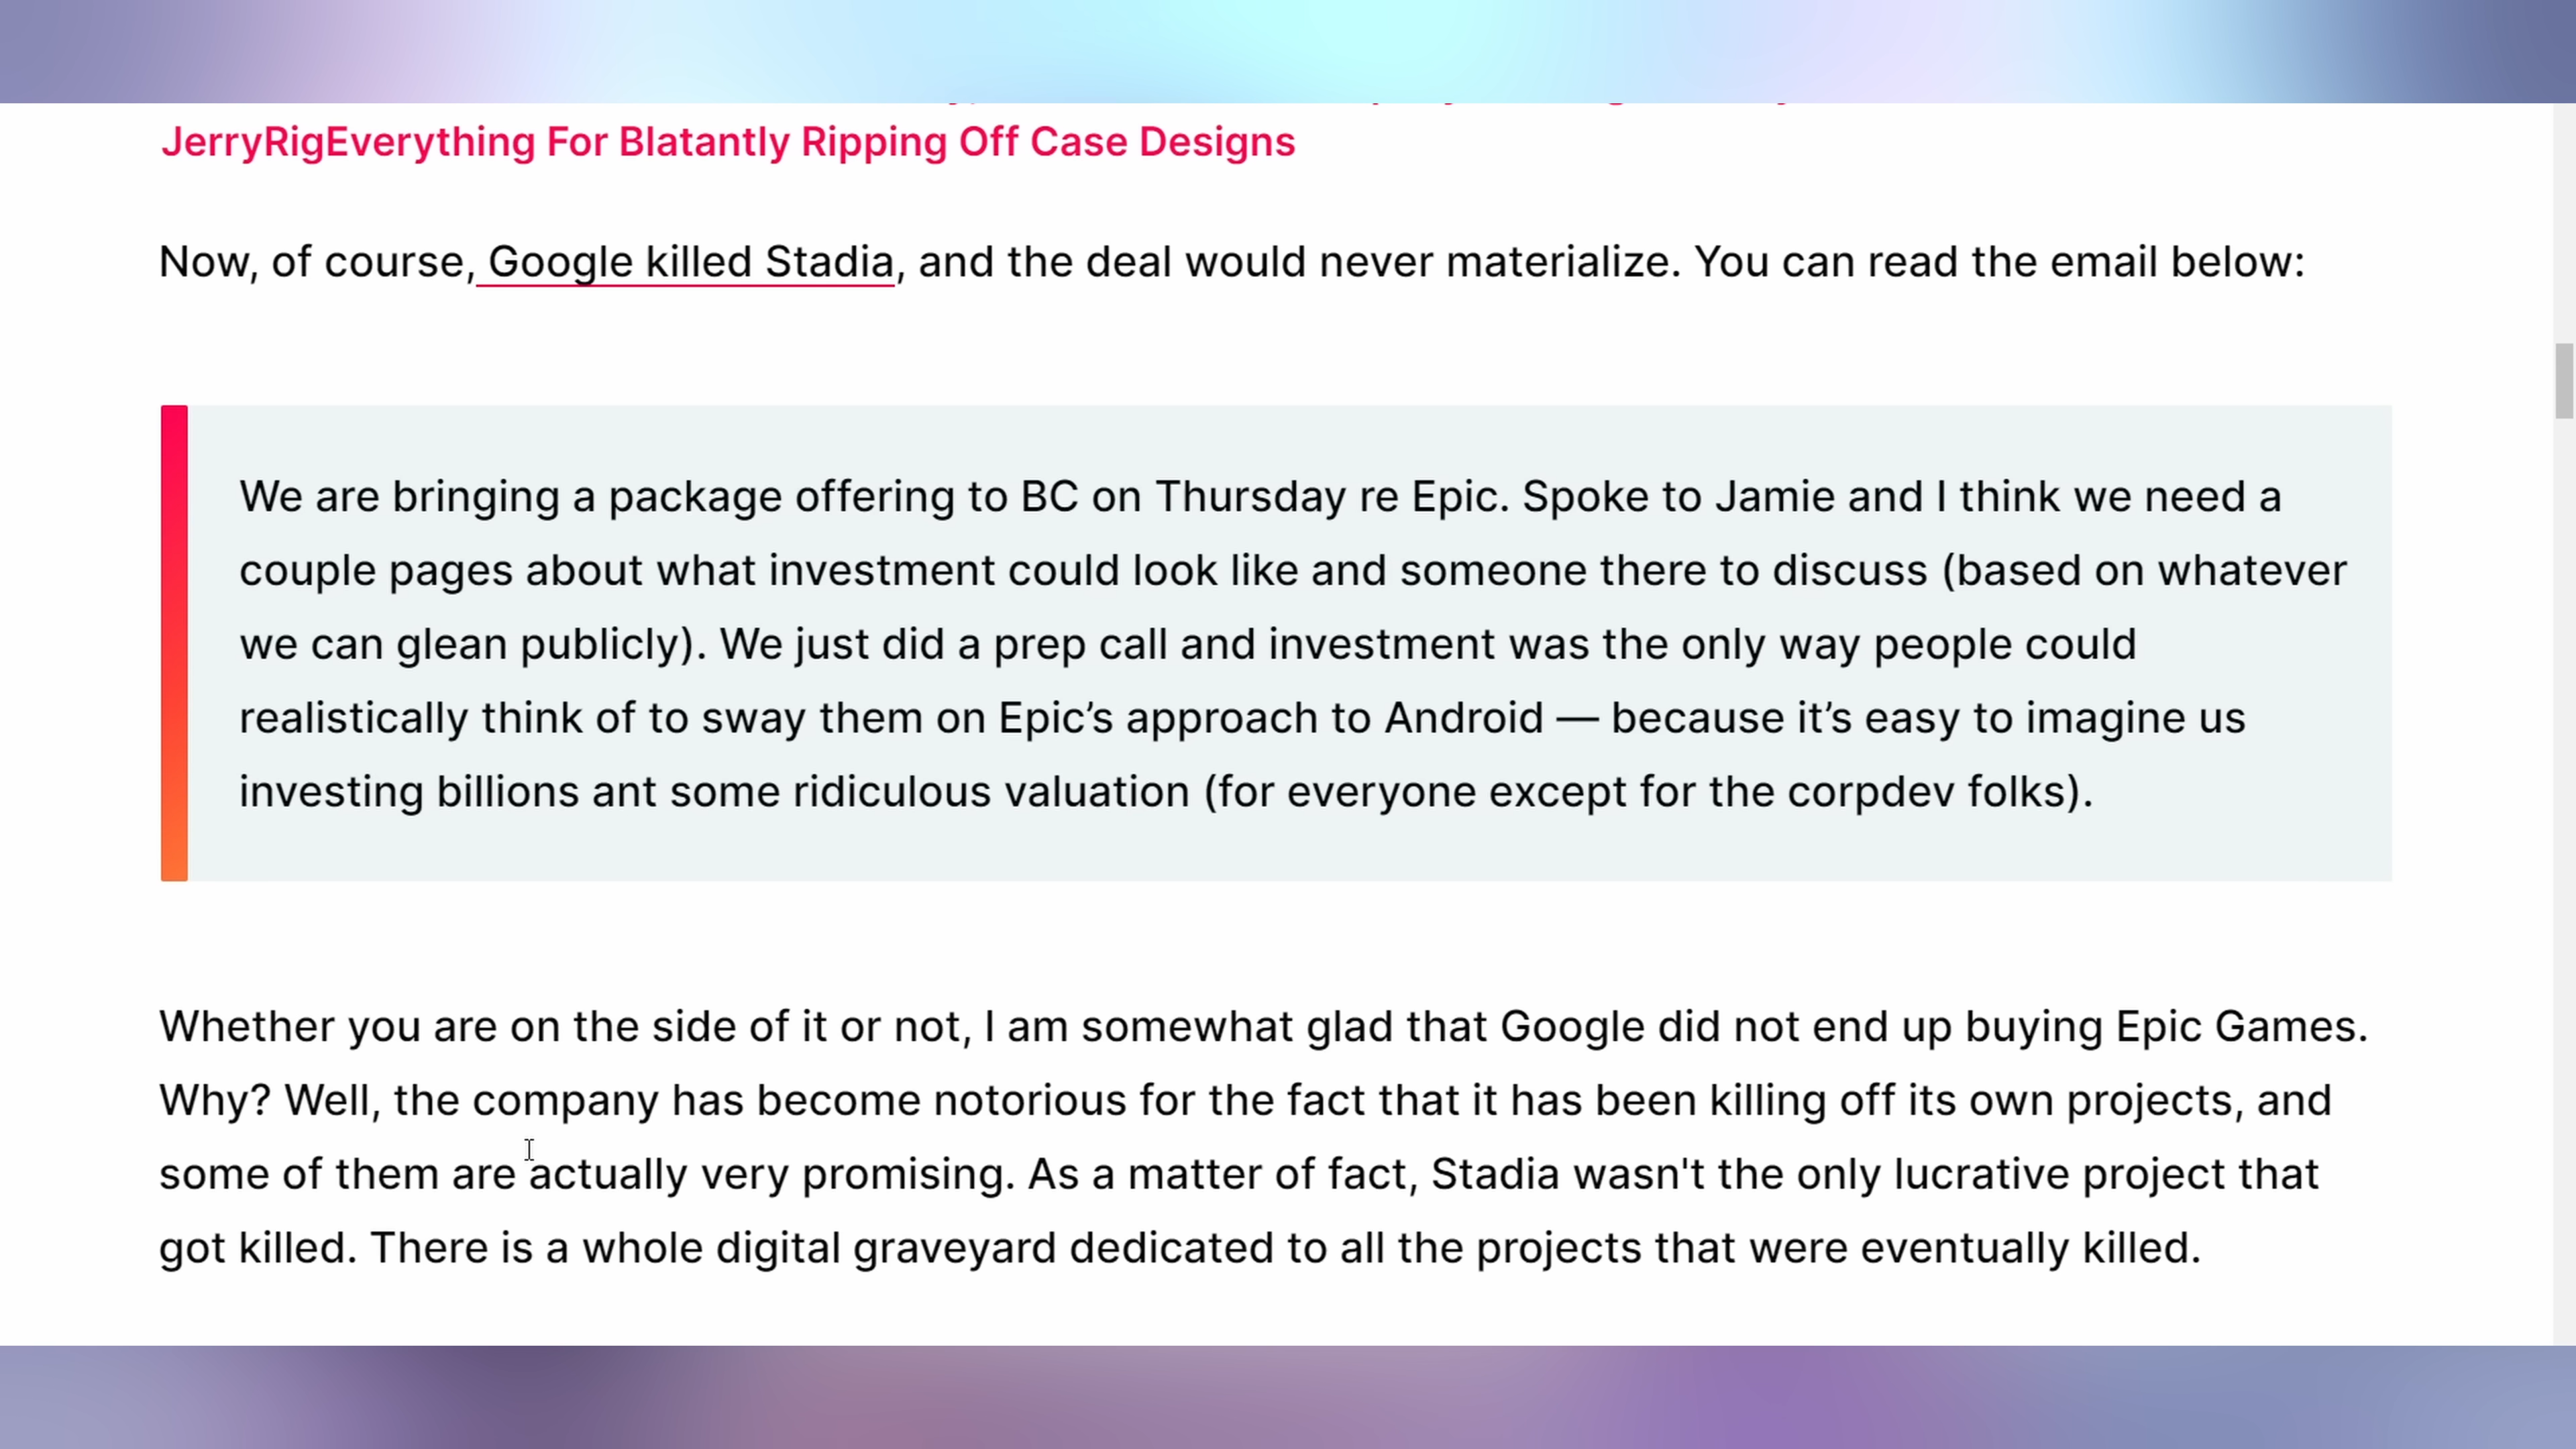 JerryRigEverything For Blatantly Ripping Off Case Designs
Now, of course, Google killed Stadia, and the deal would never materialize. You can read the email below:
We are bringing a package offering to BC on Thursday re Epic. Spoke to Jamie and I think we need a
couple pages about what investment could look like and someone there to discuss (based on whatever
we can glean publicly). We just did a prep call and investment was the only way people could
realistically think of to sway them on Epic’s approach to Android — because it’s easy to imagine us
investing billions ant some ridiculous valuation (for everyone except for the corpdev folks).
Whether you are on the side of it or not, I am somewhat glad that Google did not end up buying Epic Games.
Why? Well, the company has become notorious for the fact that it has been killing off its own projects, and
some of them are actually very promising. As a matter of fact, Stadia wasn't the only lucrative project that
got killed. There is a whole digital graveyard dedicated to all the projects that were eventually killed.